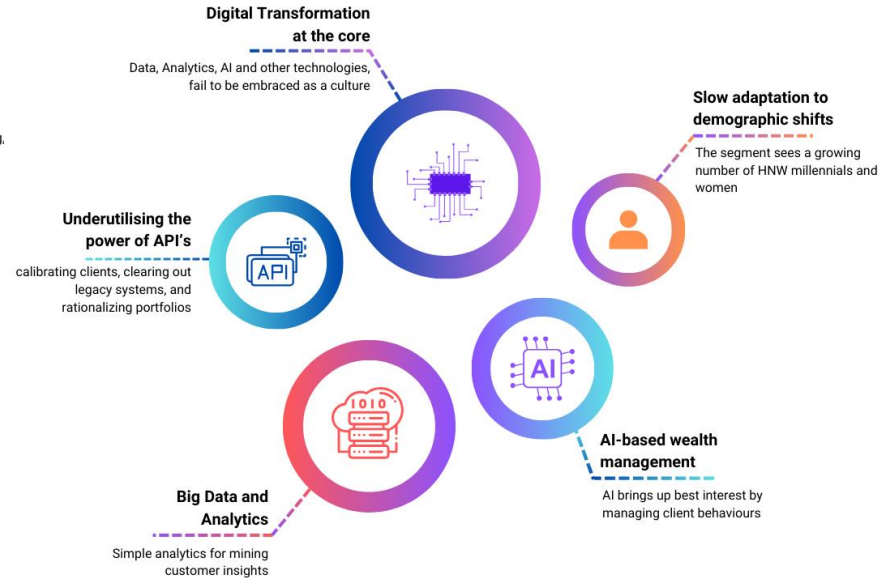 Digital Transformation
at the core
Data, Analytics, AI and other technologies,
fail to be embraced as a culture
Slow adaptation to
demographic shifts
The segment sees a growing
number of HNW millennials and
women
Underutilising the
power of API's
calibrating clients, clearing out
legacy systems, and
rationalizing portfolios
API
AI
1010
AI-based wealth
management
AI brings up best interest by
managing client behaviours
Big Data and
Analytics
Simple analytics for mining
customer insights